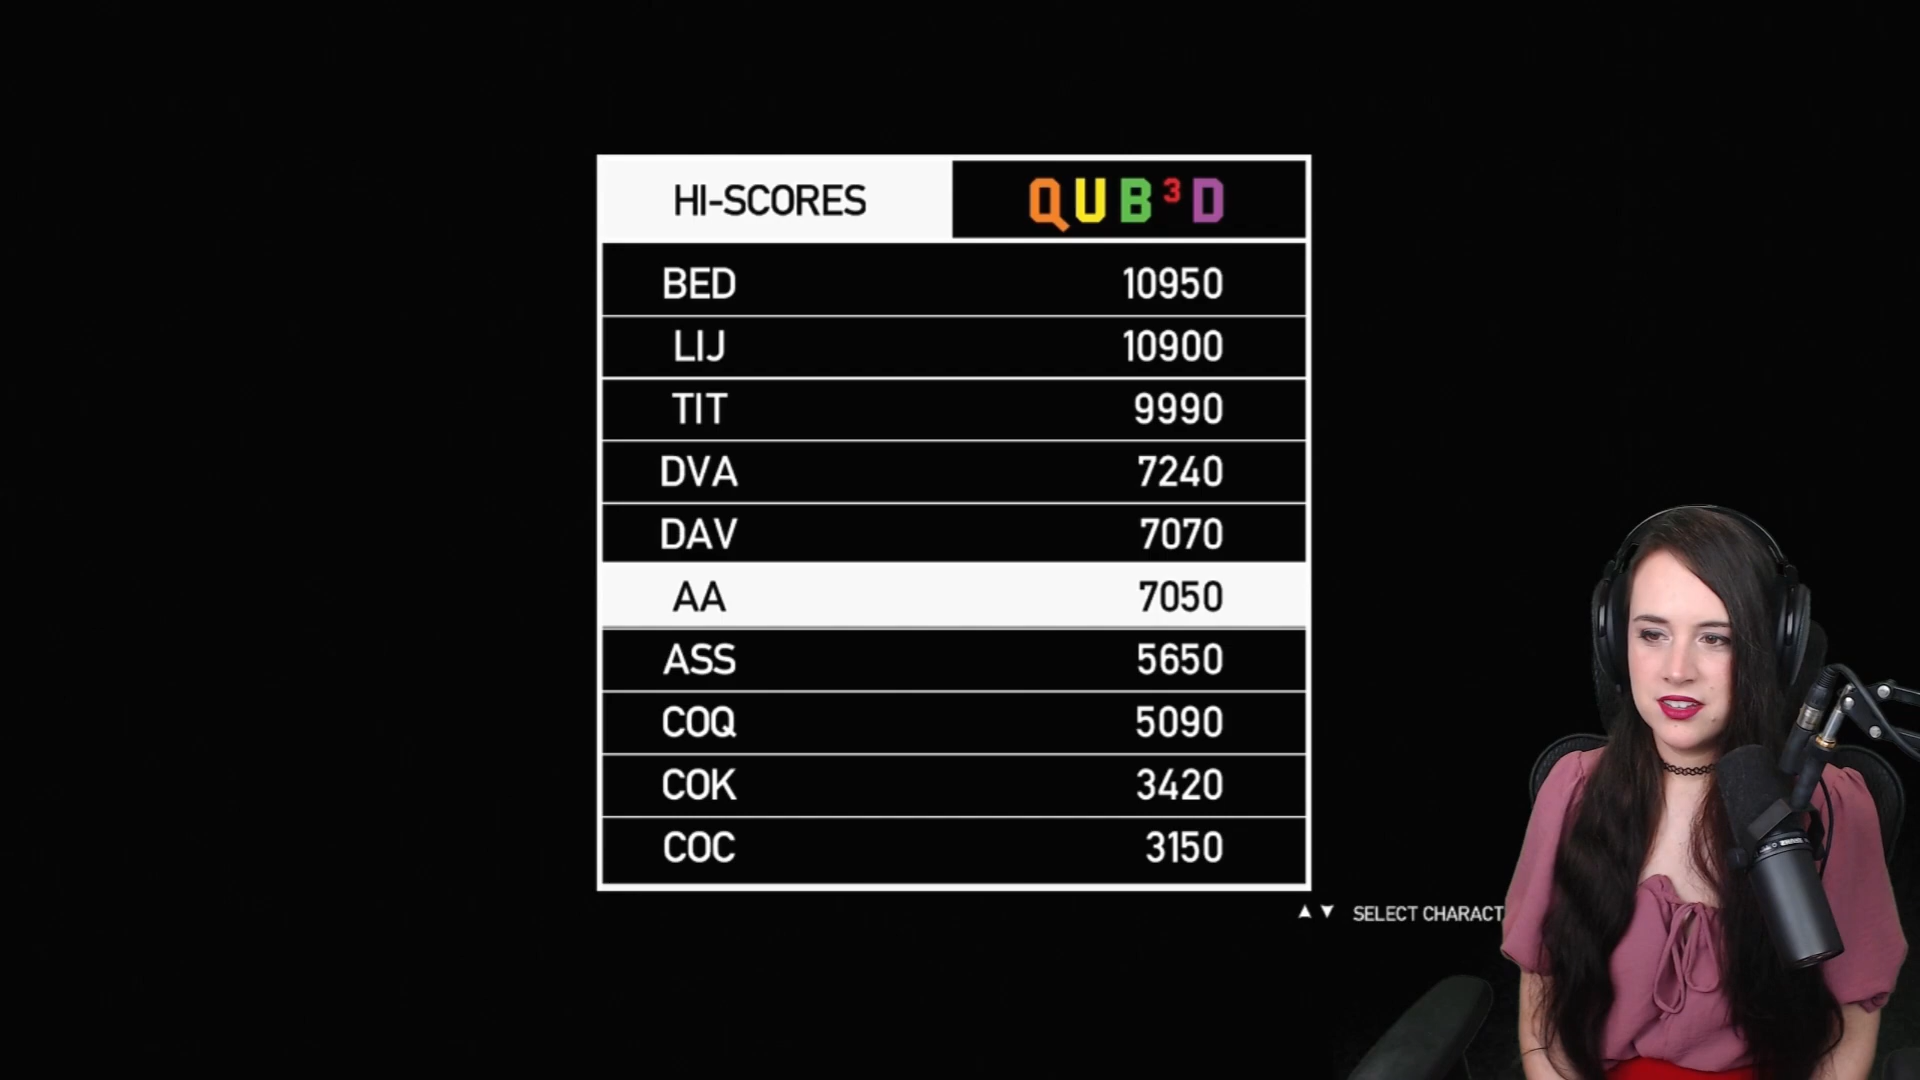 HI-SCORES QUB³D
BED 10950
LIJ 10900
TIT 9990
DVA 7240
DAV 7070
AA 7050
ASS 5650
COQ 5090
COK 3420
COC 3150
▲▼ SELECT CHARACT